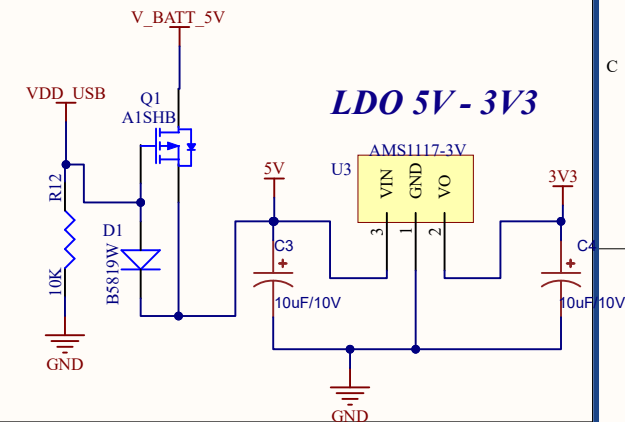 V_BATT_5V
C
VDD_USB
Q1
A1SHB
LDO 5V - 3V3
AMS1117-3V
U3
VIN
GND
VO
3
1
2
5V
3V3
R12
10K
D1
B5819W
C3
+
10uF/10V
C4
+
10uF/10V
GND
GND